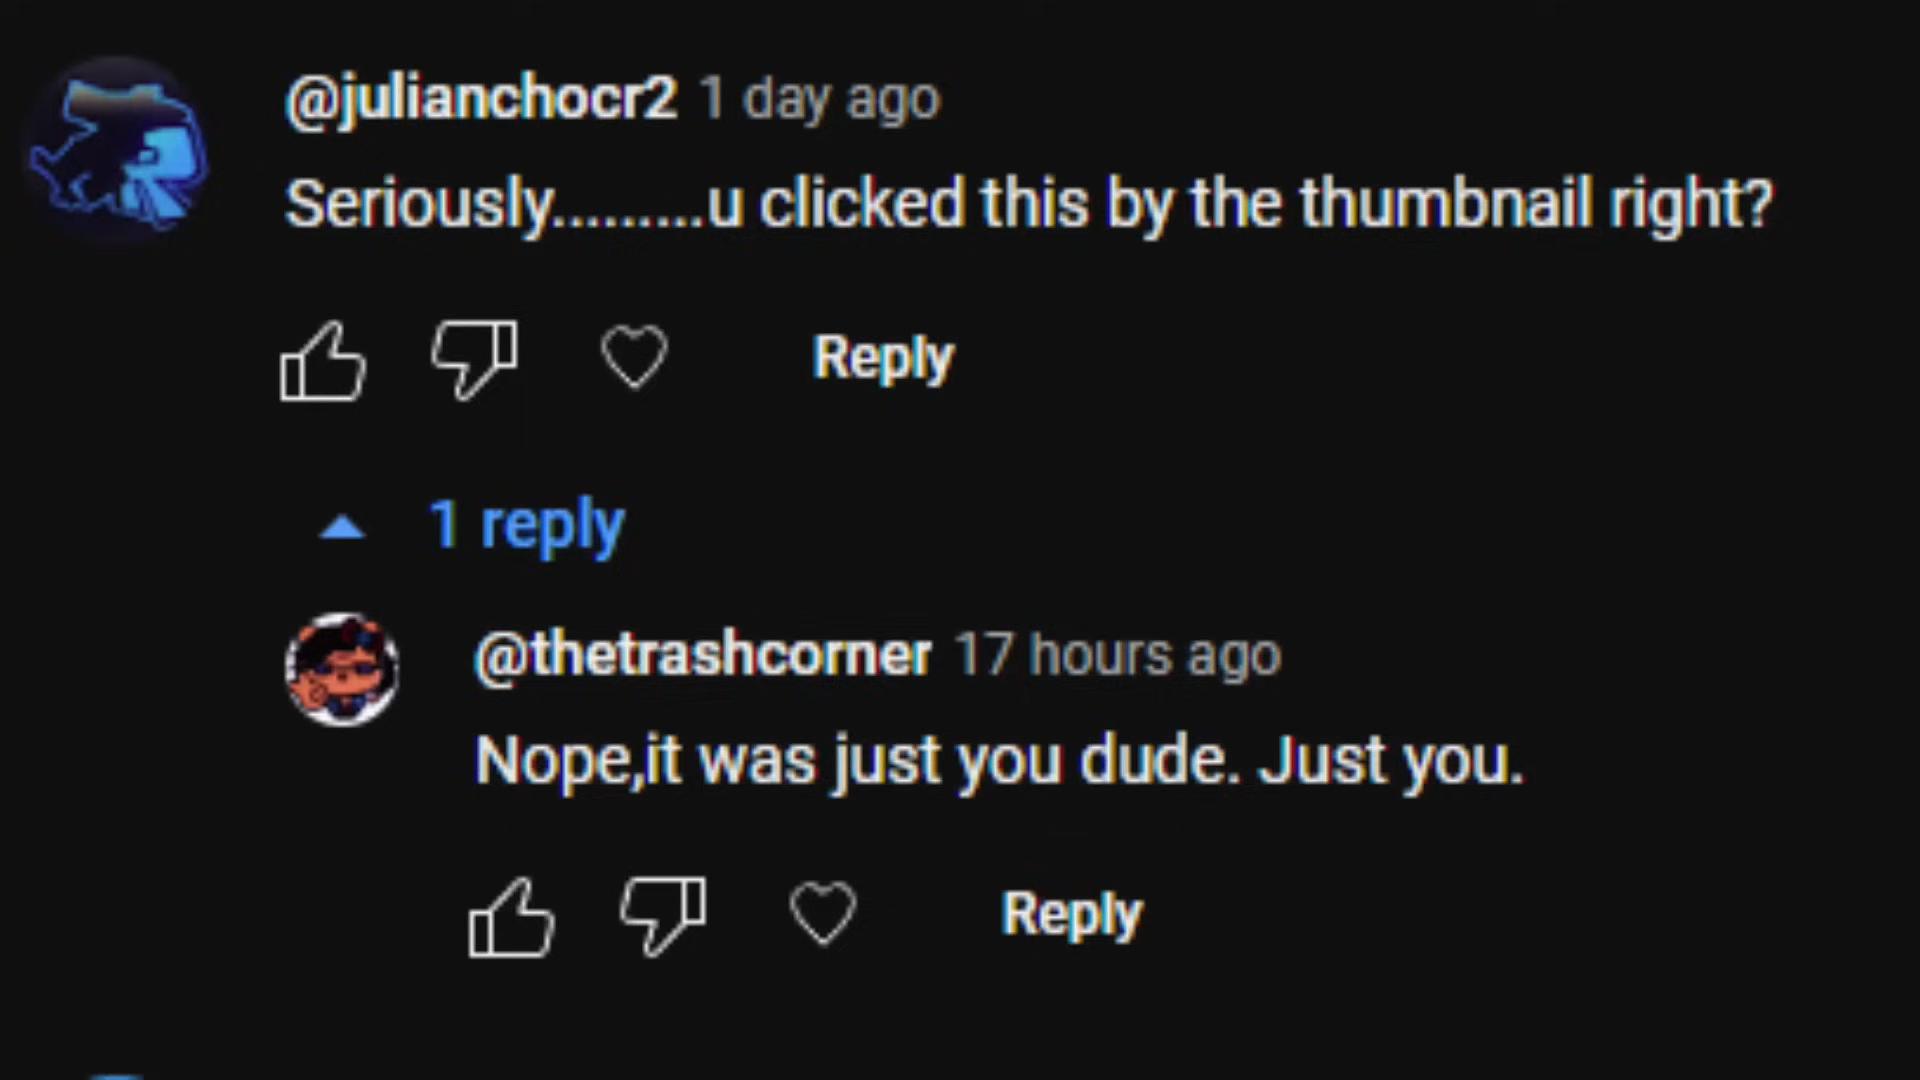 @julianchocr2 1 day ago
Seriously.........u clicked this by the thumbnail right?
Reply
1 reply
@thetrashcorner 17 hours ago
Nope,it was just you dude. Just you.
Reply